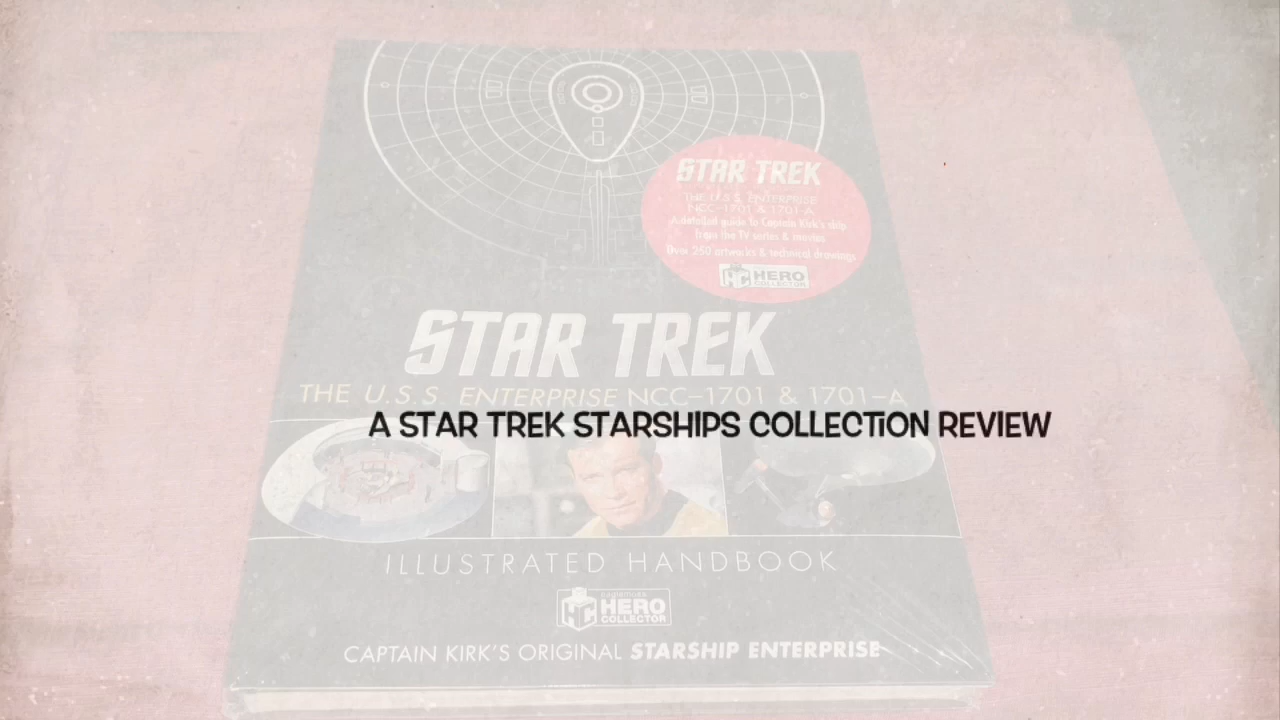 STAR TREK
THE U.S.S. ENTERPRISE
NCC-1701 & 1701-A
A detailed guide to Captain Kirk's ship
from the TV series & movies
Over 250 artworks & technical drawings
HERO
COLLECTOR
STAR TREK
THE U.S.S. ENTERPRISE NCC-1701 & 1701-A
A STAR TREK STARSHIPS COLLECTION REVIEW
ILLUSTRATED HANDBOOK
eaglemoss
HERO
COLLECTOR
CAPTAIN KIRK'S ORIGINAL STARSHIP ENTERPRISE